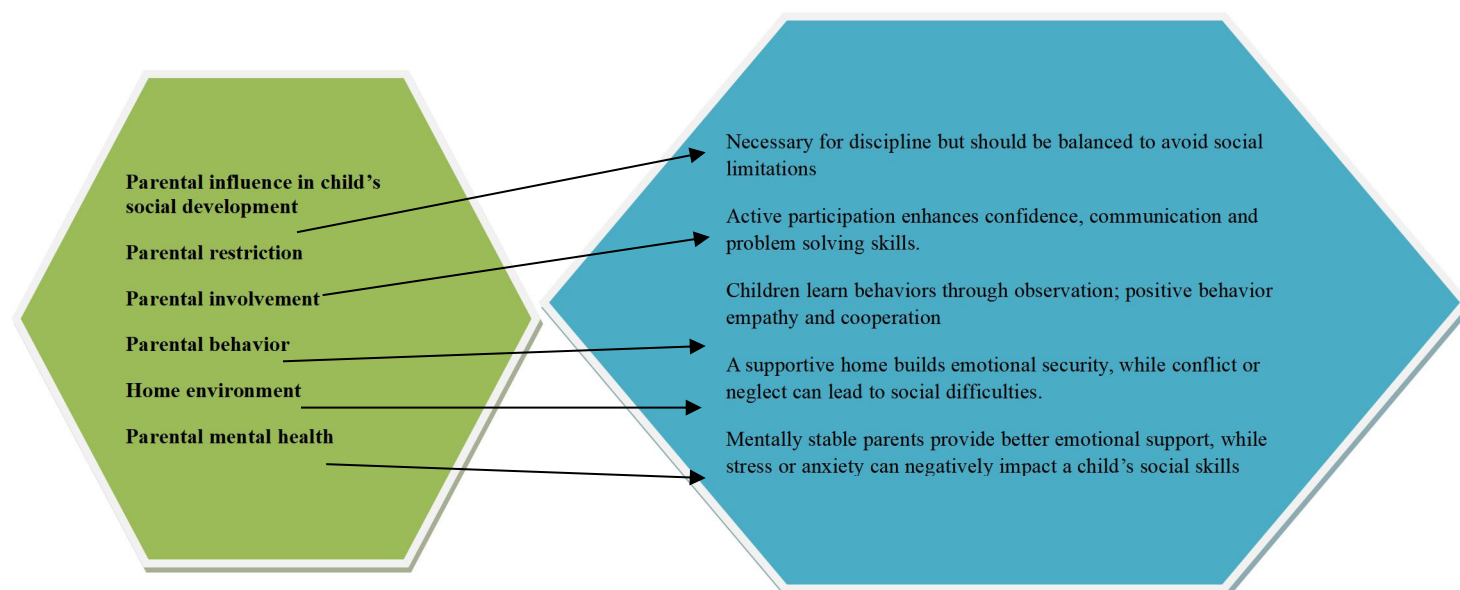 Parental influence in child’s
social development
Parental restriction
Parental involvement
Parental behavior
Home environment
Parental mental health
Necessary for discipline but should be balanced to avoid social
limitations
Active participation enhances confidence, communication and
problem solving skills.
Children learn behaviors through observation; positive behavior
empathy and cooperation
A supportive home builds emotional security, while conflict or
neglect can lead to social difficulties.
Mentally stable parents provide better emotional support, while
stress or anxiety can negatively impact a child’s social skills